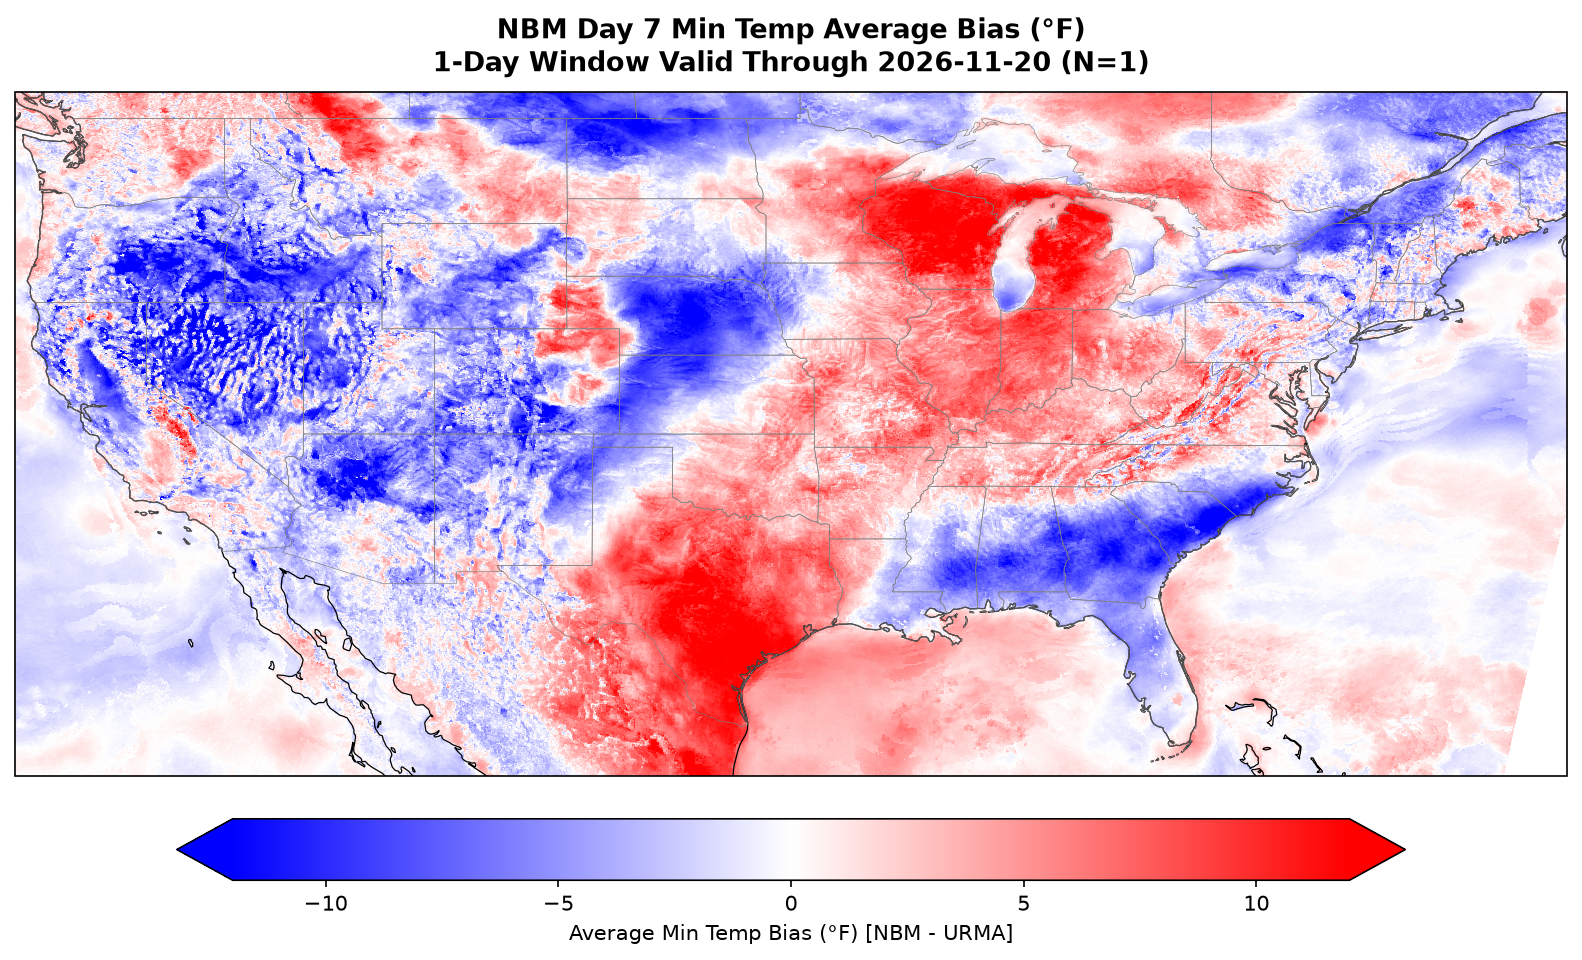 NBM Day 7 Min Temp Average Bias (°F)
1-Day Window Valid Through 2026-11-20 (N=1)
−10 −5 0 5 10
Average Min Temp Bias (°F) [NBM - URMA]